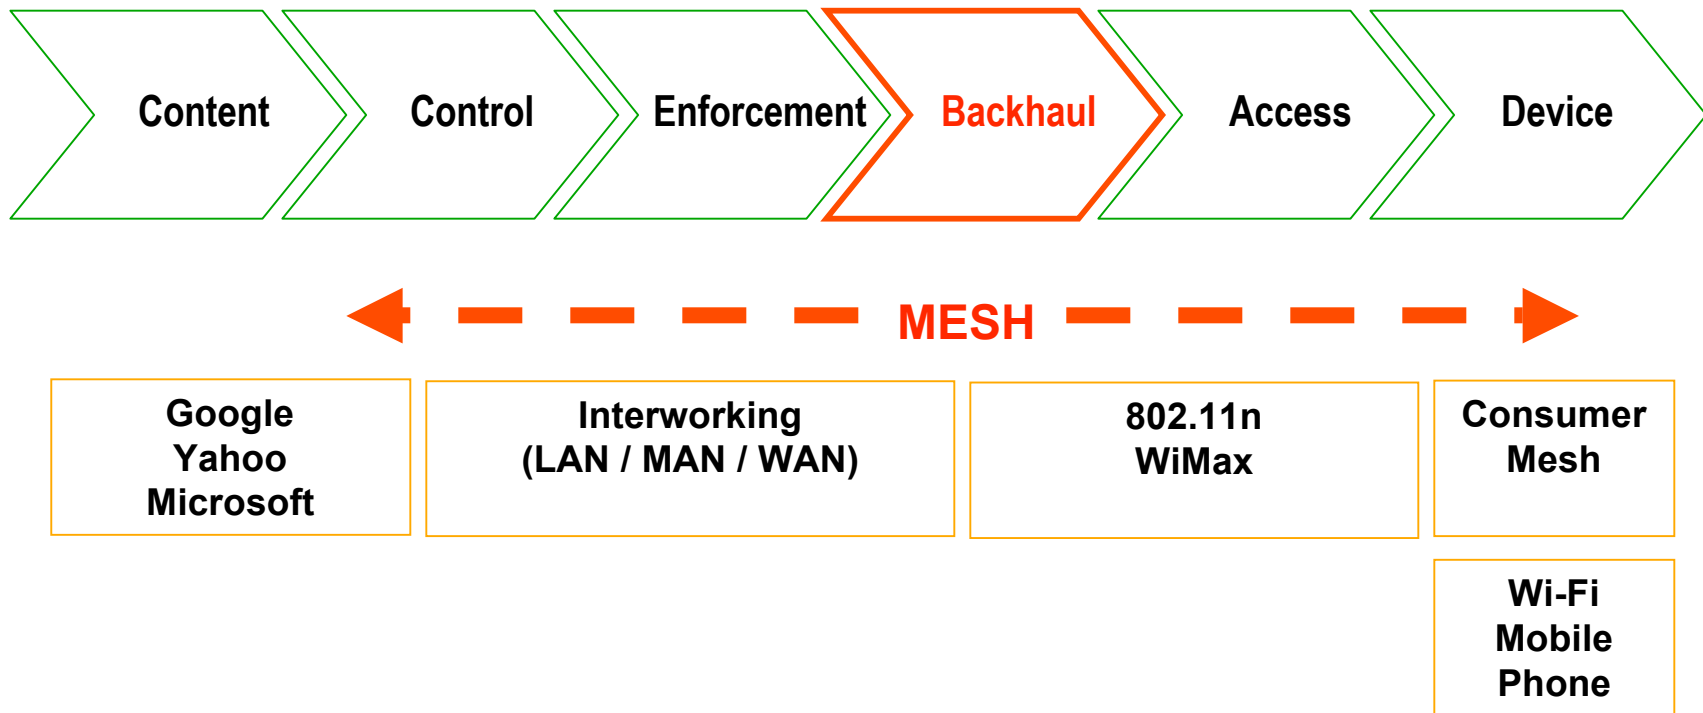 Content Control Enforcement Backhaul Access Device
MESH
Google
Yahoo
Microsoft
Interworking
(LAN / MAN / WAN)
802.11n
WiMax
Consumer
Mesh
Wi-Fi
Mobile
Phone